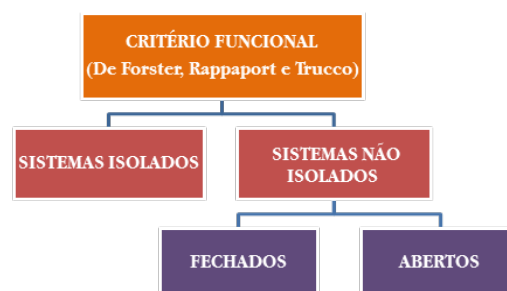 CRITÉRIO FUNCIONAL
(De Forster, Rappaport e Trucco)
SISTEMAS ISOLADOS
SISTEMAS NÃO
ISOLADOS
FECHADOS
ABERTOS